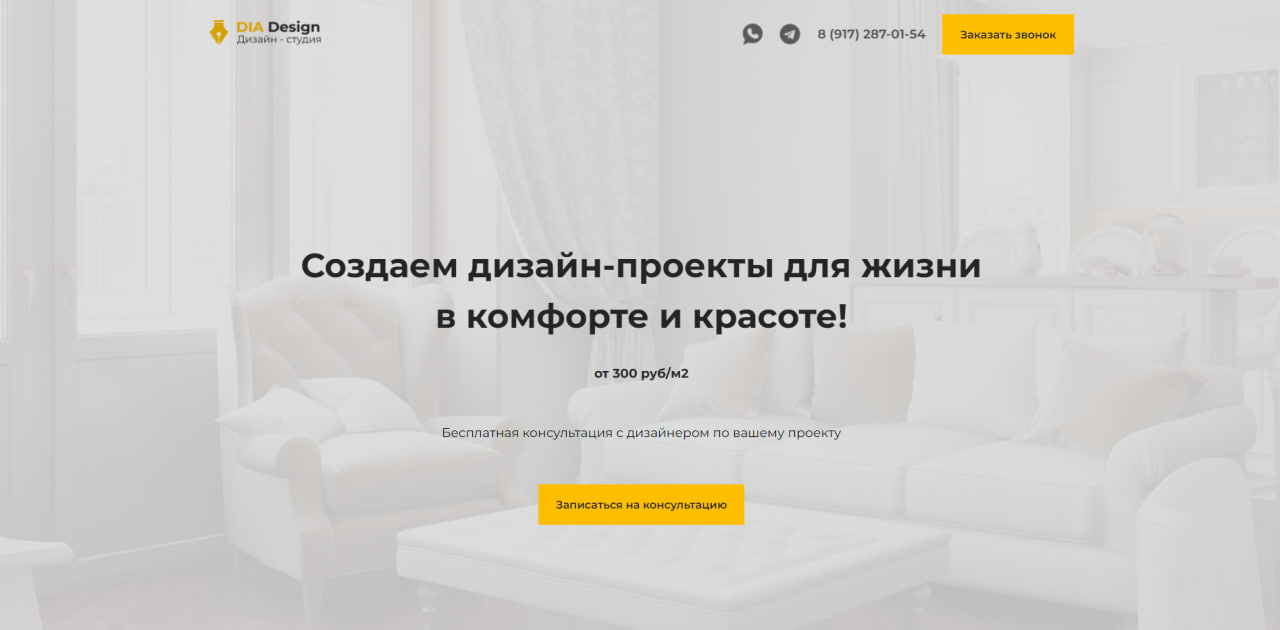 DIA Design
Дизайн - студия
8 (917) 287-01-54
Заказать звонок
Создаем дизайн-проекты для жизни
в комфорте и красоте!
от 300 руб/м2
Бесплатная консультация с дизайнером по вашему проекту
Записаться на консультацию